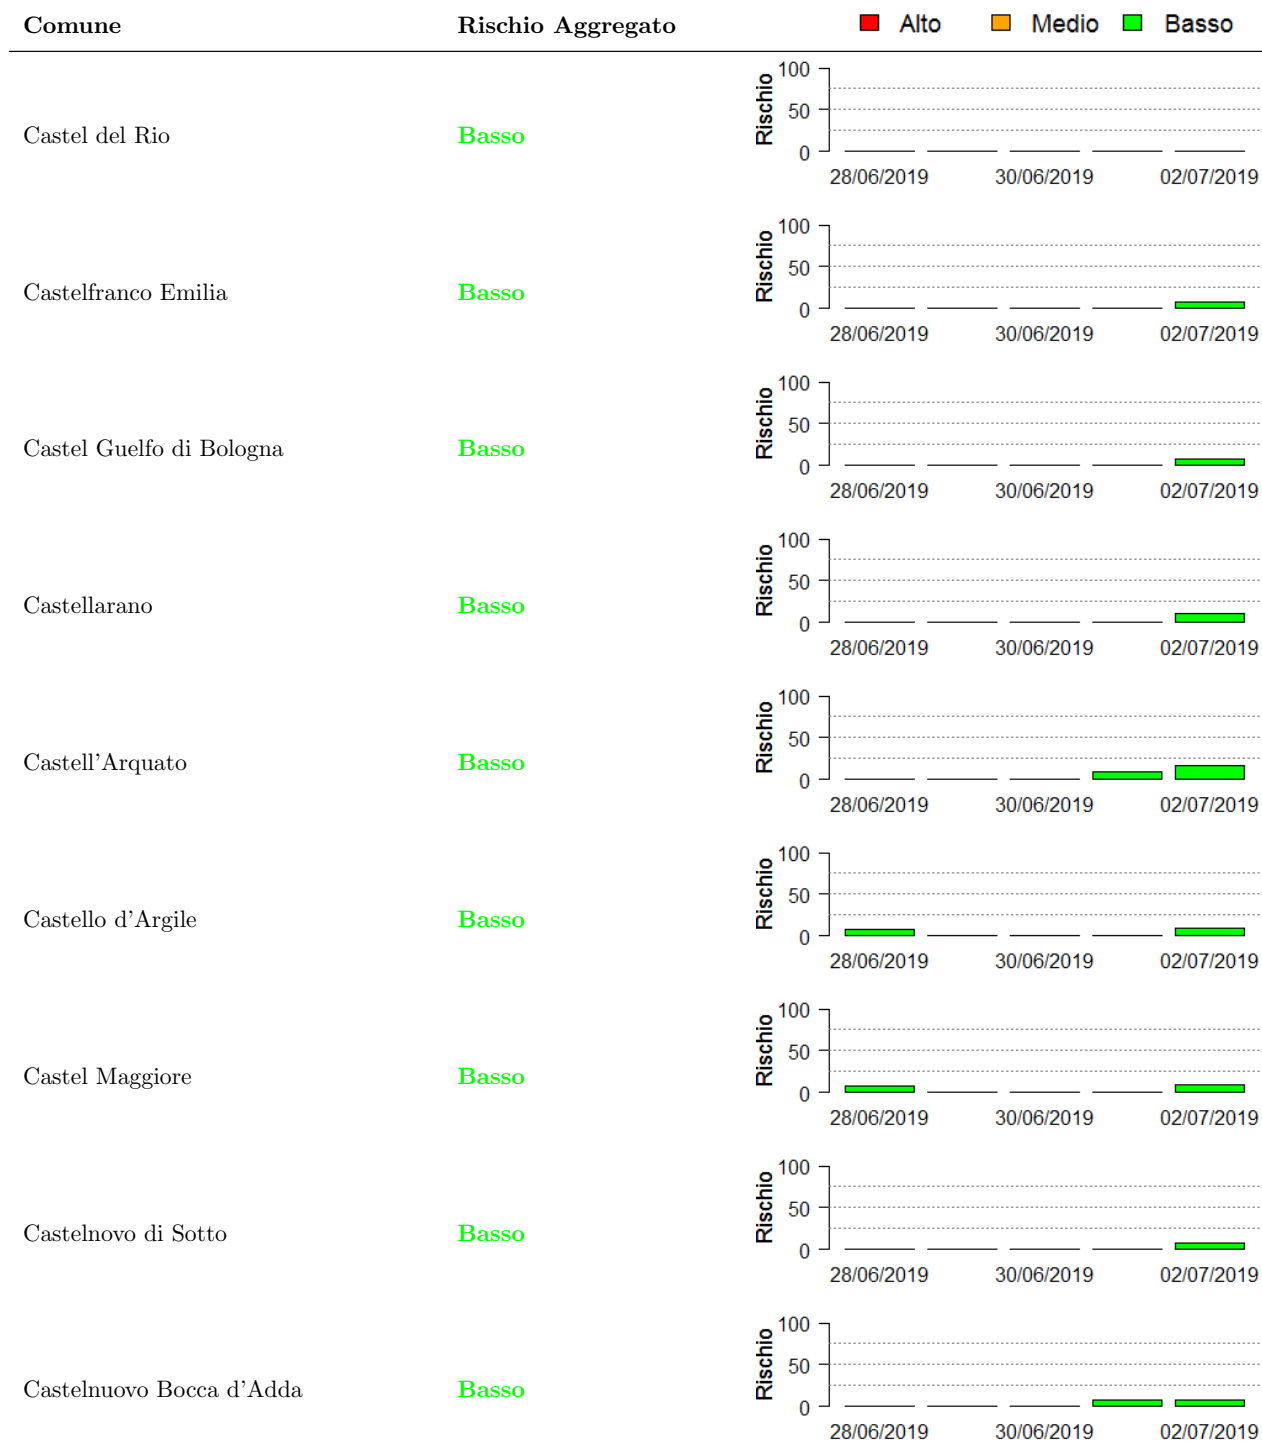 Comune Rischio Aggregato Alto Medio Basso
Castel del Rio Basso
Rischio
100
50
0
28/06/2019 30/06/2019 02/07/2019
Castelfranco Emilia Basso
Rischio
100
50
0
28/06/2019 30/06/2019 02/07/2019
Castel Guelfo di Bologna Basso
Rischio
100
50
0
28/06/2019 30/06/2019 02/07/2019
Castellarano Basso
Rischio
100
50
0
28/06/2019 30/06/2019 02/07/2019
Castell'Arquato Basso
Rischio
100
50
0
28/06/2019 30/06/2019 02/07/2019
Castello d'Argile Basso
Rischio
100
50
0
28/06/2019 30/06/2019 02/07/2019
Castel Maggiore Basso
Rischio
100
50
0
28/06/2019 30/06/2019 02/07/2019
Castelnovo di Sotto Basso
Rischio
100
50
0
28/06/2019 30/06/2019 02/07/2019
Castelnuovo Bocca d'Adda Basso
Rischio
100
50
0
28/06/2019 30/06/2019 02/07/2019